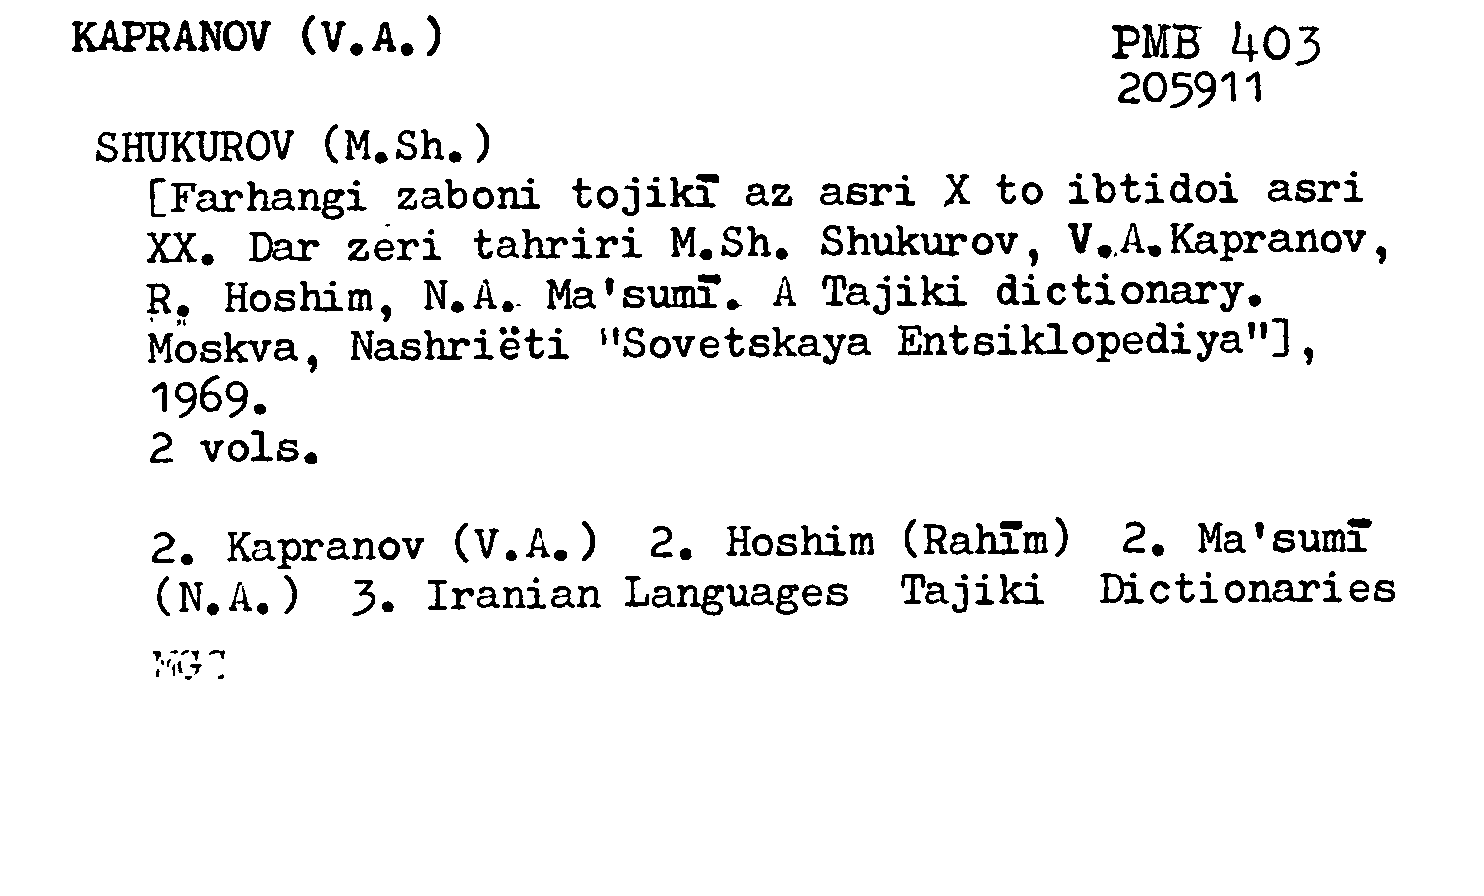 KAPRANOV (V.A.)
PMB 403
205911
SHUKUROV (M.Sh.)
[Farhangi zaboni tojikī az asri X to ibtidoi asri
XX. Dar zeri tahriri M.Sh. Shukurov, V.A.Kapranov,
R. Hoshim, N.A. Ma'sumī. A Tajiki dictionary.
Moskva, Nashriëti "Sovetskaya Entsiklopediya"],
1969.
2 vols.
2. Kapranov (V.A.) 2. Hoshim (Rahīm) 2. Ma'sumī
(N.A.) 3. Iranian Languages Tajiki Dictionaries